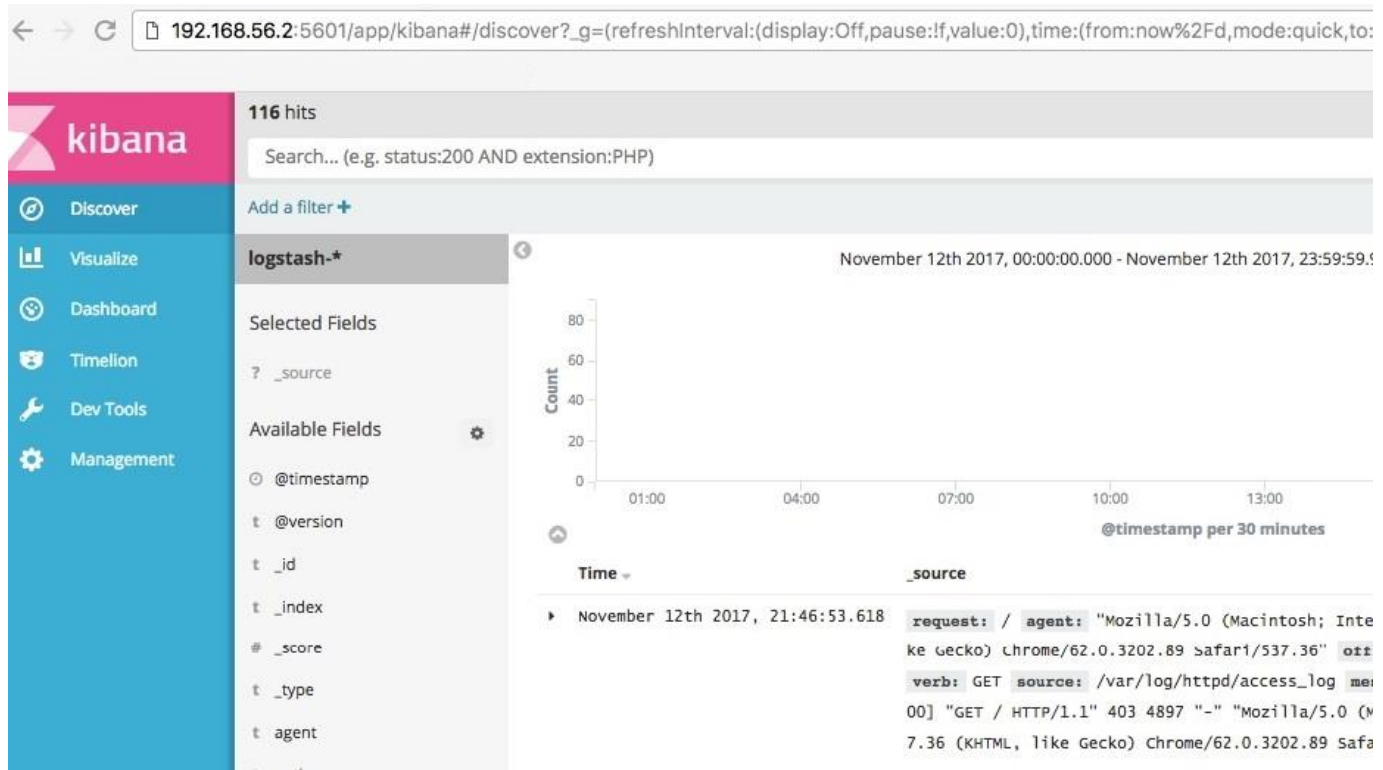 192.168.56.2:5601/app/kibana#/discover?_g=(refreshInterval:(display:Off,pause:!f,value:0),time:(from:now%2Fd,mode:quick,to:
kibana
Discover
Visualize
Dashboard
Timelion
Dev Tools
Management
116 hits
Search... (e.g. status:200 AND extension:PHP)
Add a filter +
logstash-*
Selected Fields
? _source
Available Fields
@timestamp
t @version
t _id
t _index
# _score
t _type
t agent
November 12th 2017, 00:00:00.000 - November 12th 2017, 23:59:59.9
Count
80
60
40
20
0
01:00 04:00 07:00 10:00 13:00
@timestamp per 30 minutes
Time _source
November 12th 2017, 21:46:53.618 request: / agent: "Mozilla/5.0 (Macintosh; Inte
ke Gecko) Chrome/62.0.3202.89 Safari/537.36"
verb: GET source: /var/log/httpd/access_log
00] "GET / HTTP/1.1" 403 4897 "-" "Mozilla/5.0 (M
7.36 (KHTML, like Gecko) Chrome/62.0.3202.89 Safa